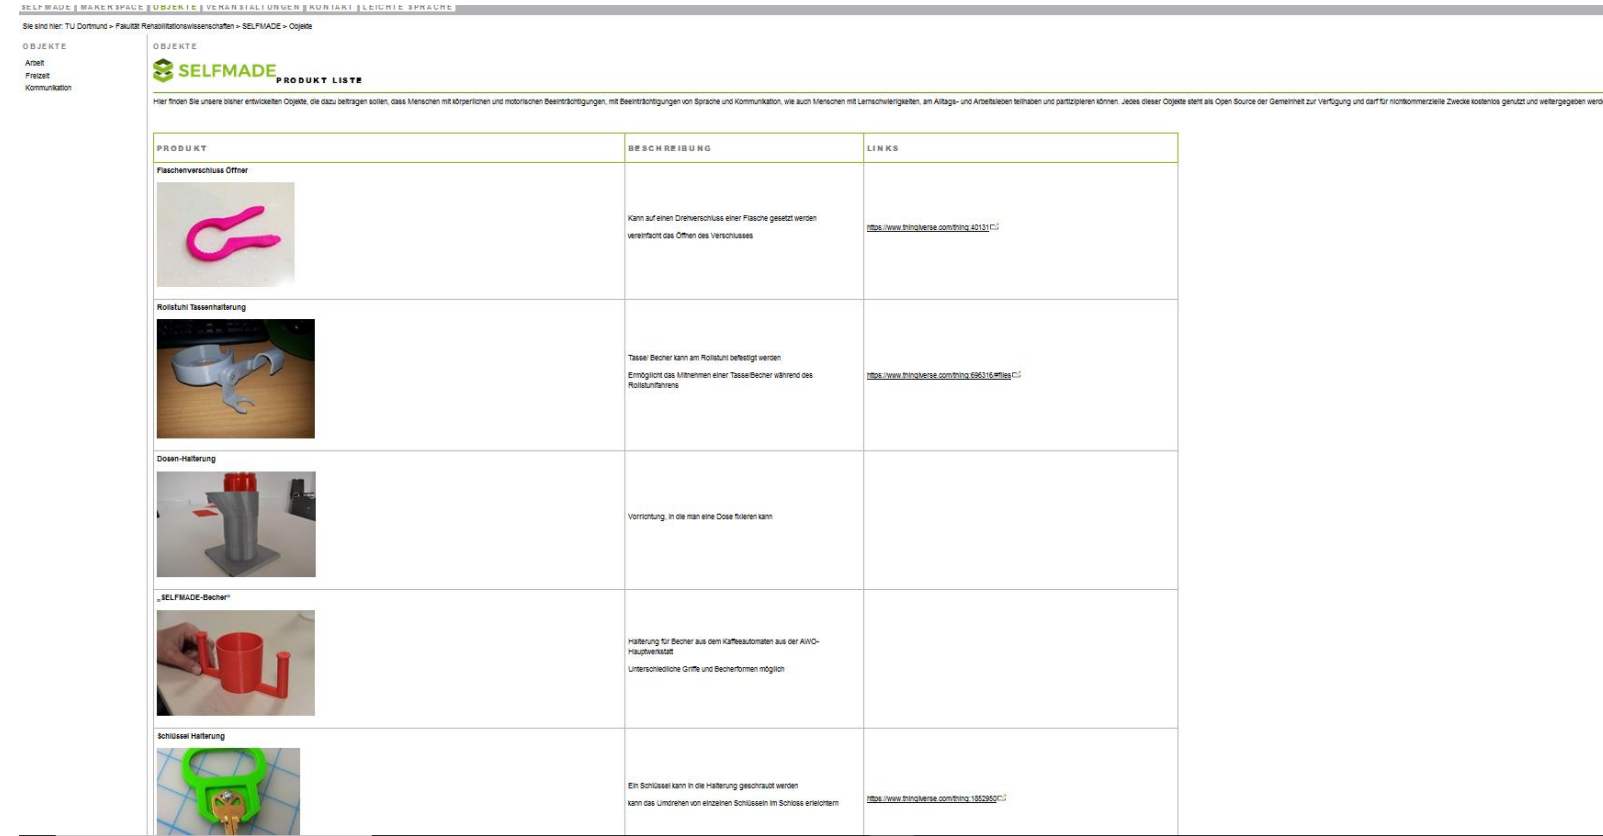 SELFMADE | MAKERSPACE | OBJEKTE | VERANSTALTUNGEN | KONTAKT | LEICHTE SPRACHE
Sie sind hier: TU Dortmund > Fakultät Rehabilitationswissenschaften > SELFMADE > Objekte
OBJEKTE
Arbeit
Freizeit
Kommunikation
OBJEKTE
SELFMADE PRODUKT LISTE
Hier finden Sie unsere bisher entwickelten Objekte, die dazu beitragen sollen, dass Menschen mit körperlichen und motorischen Beeinträchtigungen, mit Beeinträchtigungen von Sprache und Kommunikation, wie auch Menschen mit Lernschwierigkeiten, am Alltags- und Arbeitsleben teilhaben und partizipieren können. Jedes dieser Objekte steht als Open Source der Gemeinheit zur Verfügung und darf für nichtkommerzielle Zwecke kostenlos genutzt und weitergegeben werd
PRODUKT BESCHREIBUNG LINKS
Flaschenverschluss Öffner
Kann auf einen Drehverschluss einer Flasche gesetzt werden
vereinfacht das Öffnen des Verschlusses
https://www.thingiverse.com/thing:40131
Rollstuhl Tassenhalterung
Tasse/ Becher kann am Rollstuhl befestigt werden
Ermöglicht das Mitnehmen einer Tasse/Becher während des
Rollstuhlfahrens
https://www.thingiverse.com/thing:696316/#files
Dosen-Halterung
Vorrichtung, in die man eine Dose fixieren kann
„SELFMADE-Becher“
Halterung für Becher aus dem Kaffeeautomaten aus der AWO-
Hauptwerkstatt
Unterschiedliche Griffe und Becherformen möglich
Schlüssel Halterung
Ein Schlüssel kann in die Halterung geschraubt werden
kann das Umdrehen von einzelnen Schlüsseln im Schloss erleichtern
https://www.thingiverse.com/thing:1852950